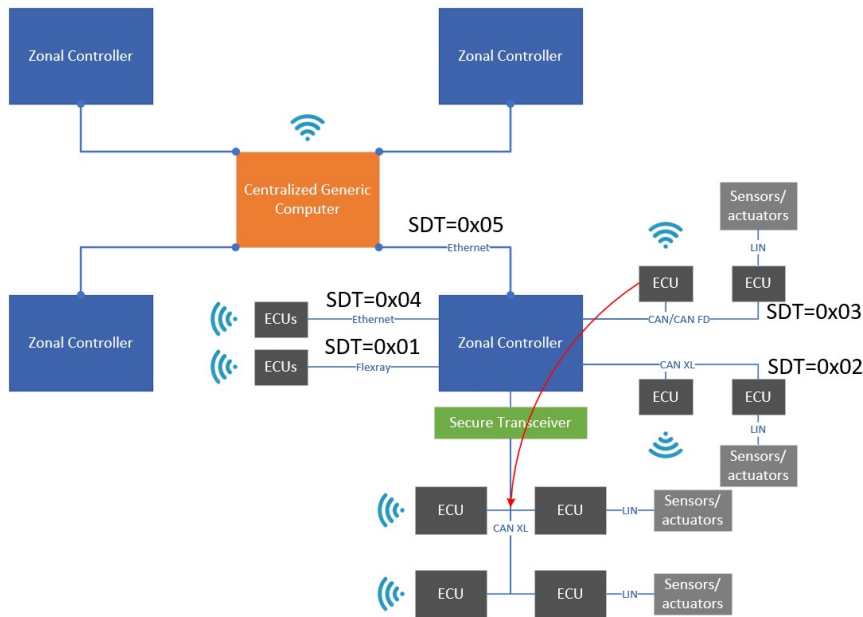 Zonal Controller
Zonal Controller
Centralized Generic
Computer
SDT=0x05
Ethernet
Sensors/
actuators
LIN
ECU
ECU
CAN/CAN FD
SDT=0x03
Zonal Controller
ECUs
SDT=0x04
Ethernet
ECUs
SDT=0x01
Flexray
Zonal Controller
CAN XL
SDT=0x02
ECU
ECU
LIN
Sensors/
actuators
Secure Transceiver
ECU
ECU
LIN
Sensors/
actuators
CAN XL
ECU
ECU
LIN
Sensors/
actuators